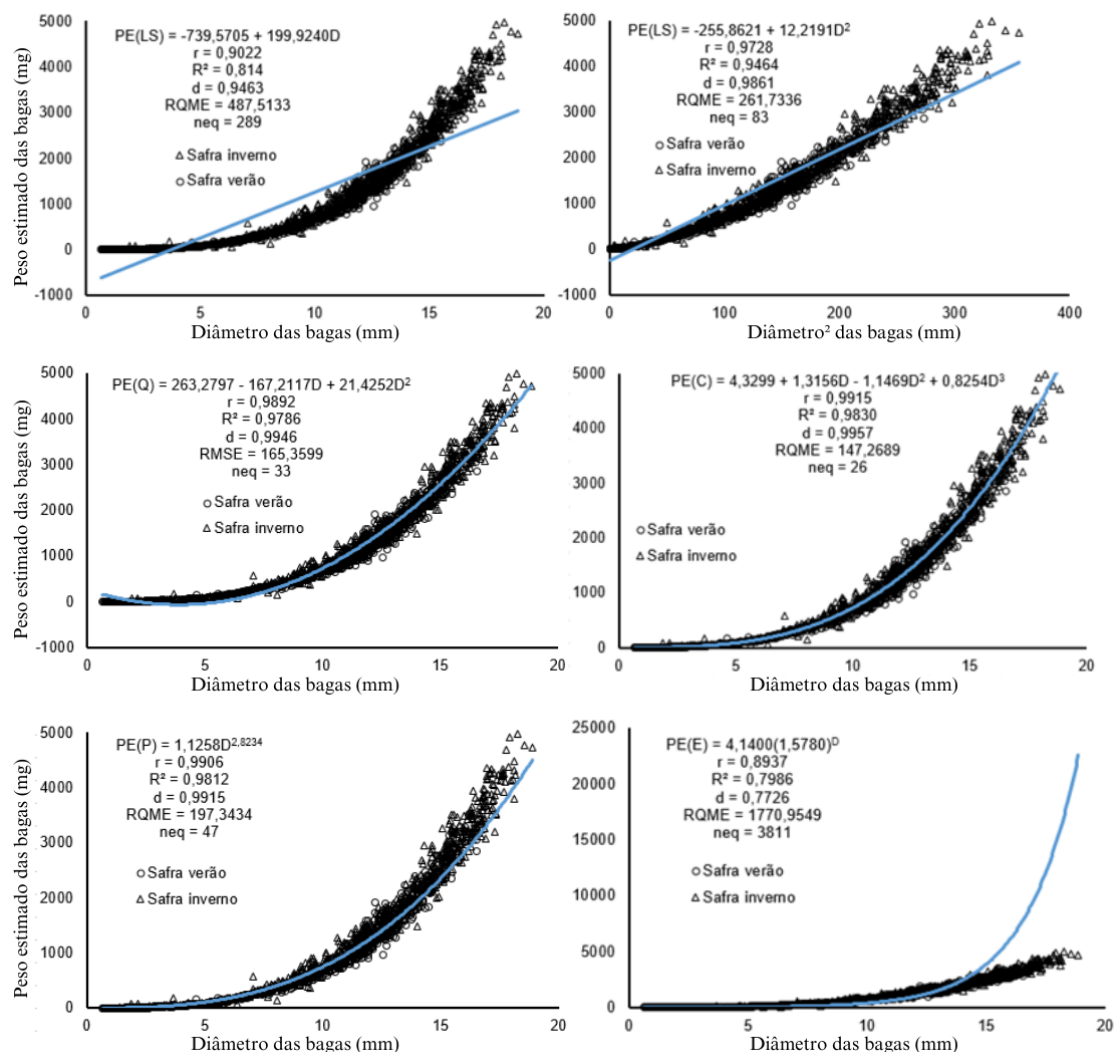 Peso estimado das bagas (mg)
5000
4000
3000
2000
1000
0
-1000
PE(LS) = -739,5705 + 199,9240D
r = 0,9022
R² = 0,814
d = 0,9463
RQME = 487,5133
neq = 289
Safra inverno
Safra verão
0 5 10 15 20
Diâmetro das bagas (mm)
5000
4000
3000
2000
1000
0
-1000
PE(LS) = -255,8621 + 12,2191D²
r = 0,9728
R² = 0,9464
d = 0,9861
RQME = 261,7336
neq = 83
Safra verão
Safra inverno
0 100 200 300 400
Diâmetro² das bagas (mm)
Peso estimado das bagas (mg)
5000
4000
3000
2000
1000
0
-1000
PE(Q) = 263,2797 - 167,2117D + 21,4252D²
r = 0,9892
R² = 0,9786
d = 0,9946
RMSE = 165,3599
neq = 33
Safra verão
Safra inverno
0 5 10 15 20
Diâmetro das bagas (mm)
5000
4000
3000
2000
1000
0
PE(C) = 4,3299 + 1,3156D - 1,1469D² + 0,8254D³
r = 0,9915
R² = 0,9830
d = 0,9957
RQME = 147,2689
neq = 26
Safra verão
Safra inverno
0 5 10 15 20
Diâmetro das bagas (mm)
Peso estimado das bagas (mg)
5000
4000
3000
2000
1000
0
PE(P) = 1,1258D²,⁸²³⁴
r = 0,9906
R² = 0,9812
d = 0,9915
RQME = 197,3434
neq = 47
Safra verão
Safra inverno
0 5 10 15 20
Diâmetro das bagas (mm)
25000
20000
15000
10000
5000
0
PE(E) = 4,1400(1,5780)ᴰ
r = 0,8937
R² = 0,7986
d = 0,7726
RQME = 1770,9549
neq = 3811
Safra verão
Safra inverno
0 5 10 15 20
Diâmetro das bagas (mm)